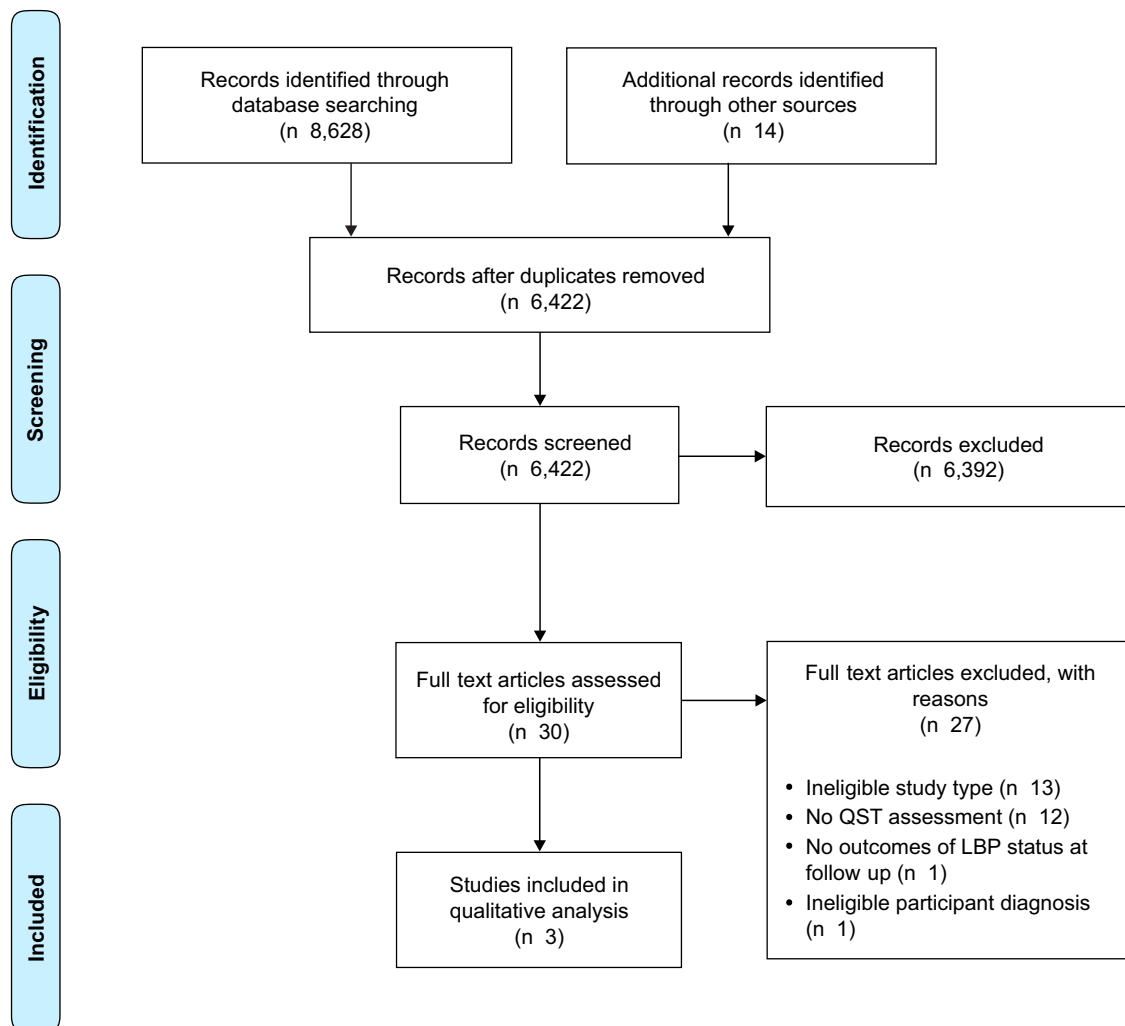 Identification
Records identified through
database searching
(n 8,628)
Additional records identified
through other sources
(n 14)
Records after duplicates removed
(n 6,422)
Screening
Records screened
(n 6,422)
Records excluded
(n 6,392)
Eligibility
Full text articles assessed
for eligibility
(n 30)
Full text articles excluded, with
reasons
(n 27)
• Ineligible study type (n 13)
• No QST assessment (n 12)
• No outcomes of LBP status at
follow up (n 1)
• Ineligible participant diagnosis
(n 1)
Included
Studies included in
qualitative analysis
(n 3)